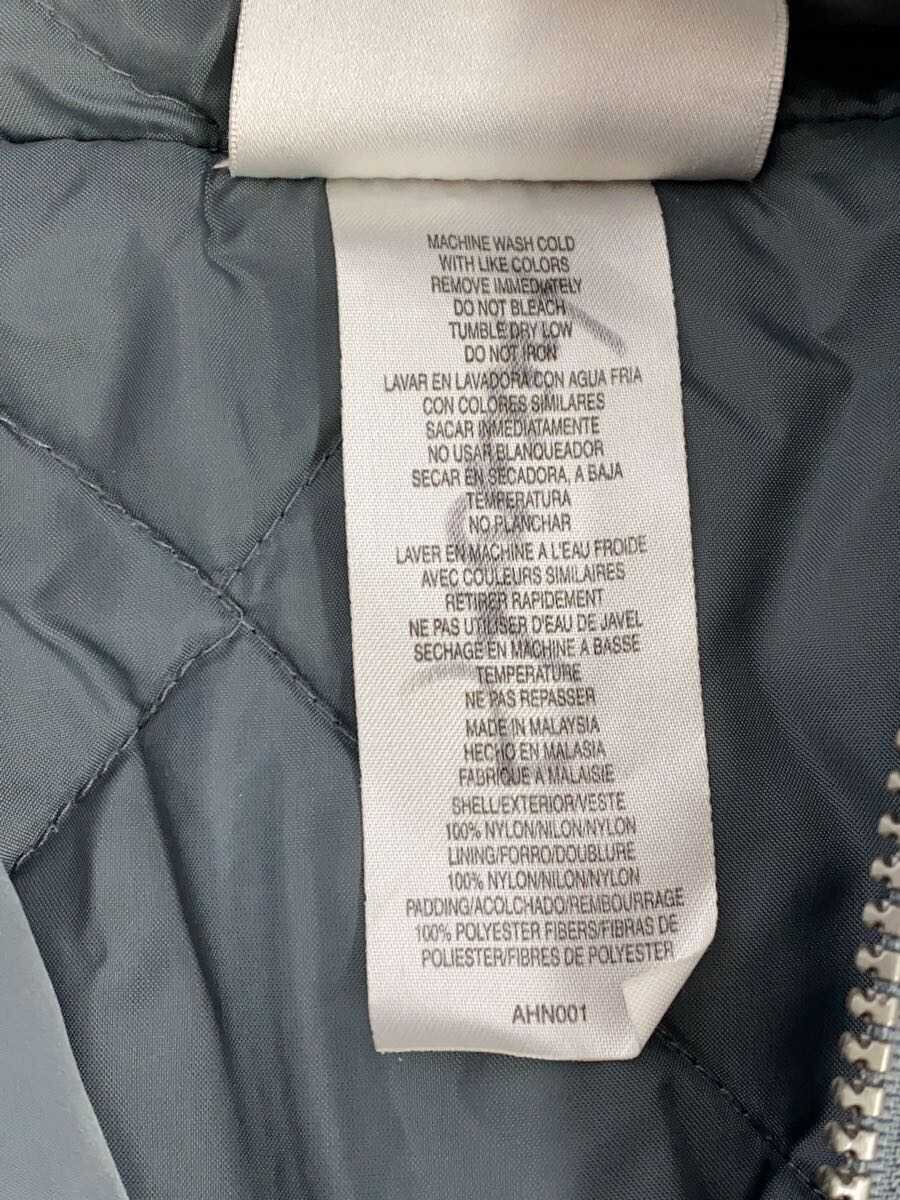 MACHINE WASH COLD
WITH LIKE COLORS
REMOVE IMMEDIATELY
DO NOT BLEACH
TUMBLE DRY LOW
DO NOT IRON
LAVAR EN LAVADORA CON AGUA FRIA
CON COLORES SIMILARES
SACAR INMEDIATAMENTE
NO USAR BLANQUEADOR
SECAR EN SECADORA, A BAJA
TEMPERATURA
NO PLANCHAR
LAVER EN MACHINE A L'EAU FROIDE
AVEC COULEURS SIMILAIRES
RETIRER RAPIDEMENT
NE PAS UTILISER D'EAU DE JAVEL
SECHAGE EN MACHINE A BASSE
TEMPERATURE
NE PAS REPASSER
MADE IN MALAYSIA
HECHO EN MALASIA
FABRIQUE A MALAISIE
SHELL/EXTERIOR/VESTE
100% NYLON/NILON/NYLON
LINING/FORRO/DOUBLURE
100% NYLON/NILON/NYLON
PADDING/ACOLCHADO/REMBOURRAGE
100% POLYESTER FIBERS/FIBRAS DE
POLIESTER/FIBRES DE POLYESTER
AHN001